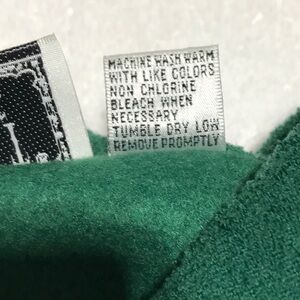 MACHINE WASH WARM
WITH LIKE COLORS
NON CHLORINE
BLEACH WHEN
NECESSARY
TUMBLE DRY LOW
REMOVE PROMPTLY